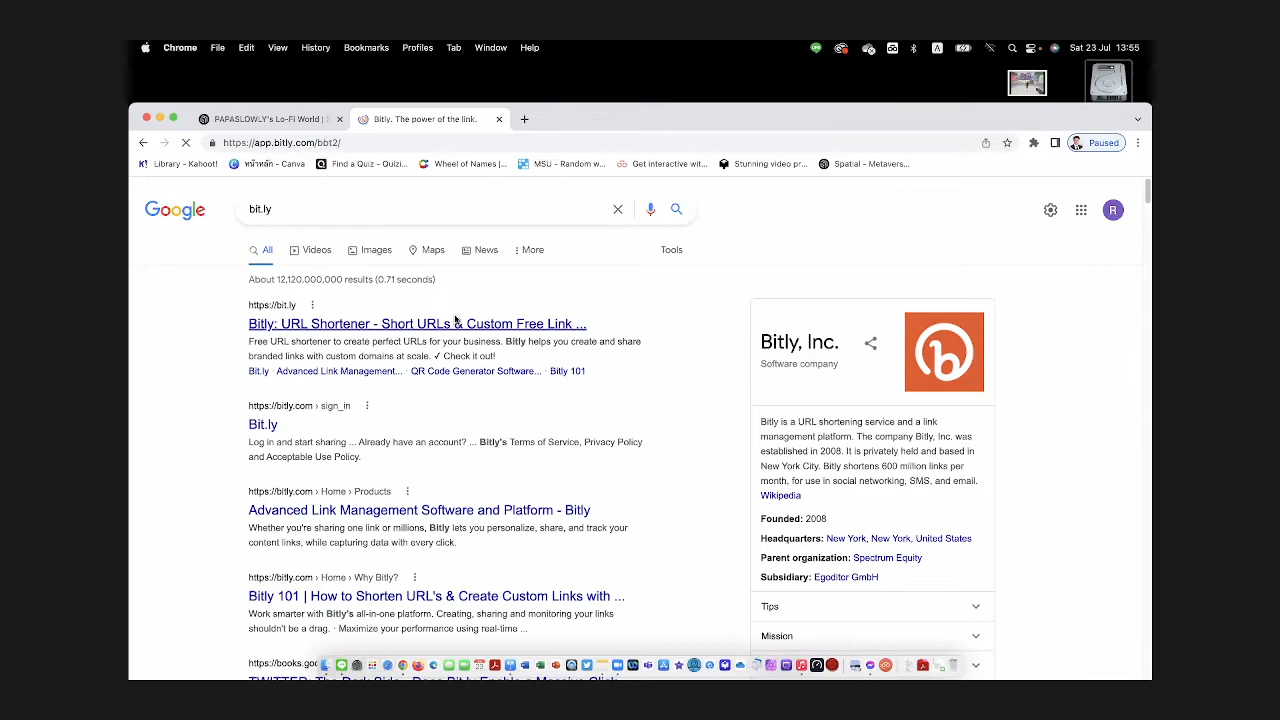 Chrome File Edit View History Bookmarks Profiles Tab Window Help
A
Sat 23 Jul 13:55
PAPASLOWLY's Lo-Fi World | S
Bitly. The power of the link.
https://app.bitly.com/bbt2/
Paused
Library - Kahoot!
หน้าหลัก - Canva
Find a Quiz - Quizi...
Wheel of Names |...
MSU - Random w...
Get interactive wit...
Stunning video pr...
Spatial - Metavers...
Google
bit.ly
R
All Videos Images Maps News More Tools
About 12,120,000,000 results (0.71 seconds)
https://bit.ly
Bitly: URL Shortener - Short URLs & Custom Free Link ...
Free URL shortener to create perfect URLs for your business. Bitly helps you create and share
branded links with custom domains at scale. ✓ Check it out!
Bit.ly · Advanced Link Management... · QR Code Generator Software... · Bitly 101
https://bitly.com › sign_in
Bit.ly
Log in and start sharing ... Already have an account? ... Bitly's Terms of Service, Privacy Policy
and Acceptable Use Policy.
https://bitly.com › Home › Products
Advanced Link Management Software and Platform - Bitly
Whether you're sharing one link or millions, Bitly lets you personalize, share, and track your
content links, while capturing data with every click.
https://bitly.com › Home › Why Bitly?
Bitly 101 | How to Shorten URL's & Create Custom Links with ...
Work smarter with Bitly's all-in-one platform. Creating, sharing and monitoring your links
shouldn't be a drag. · Maximize your performance using real-time ...
https://books.goo
Bitly, Inc.
Software company
b
Bitly is a URL shortening service and a link
management platform. The company Bitly, Inc. was
established in 2008. It is privately held and based in
New York City. Bitly shortens 600 million links per
month, for use in social networking, SMS, and email.
Wikipedia
Founded: 2008
Headquarters: New York, New York, United States
Parent organization: Spectrum Equity
Subsidiary: Egoditor GmbH
Tips
Mission